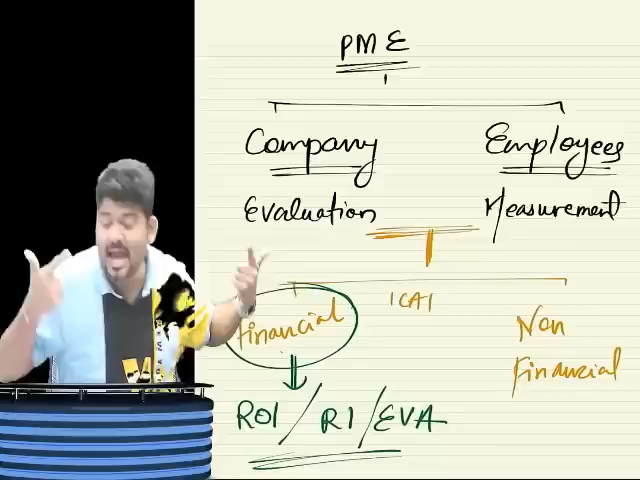 PME
Company Employees
Evaluation Measurement
ICAI
Financial Non Financial
ROI / RI / EVA